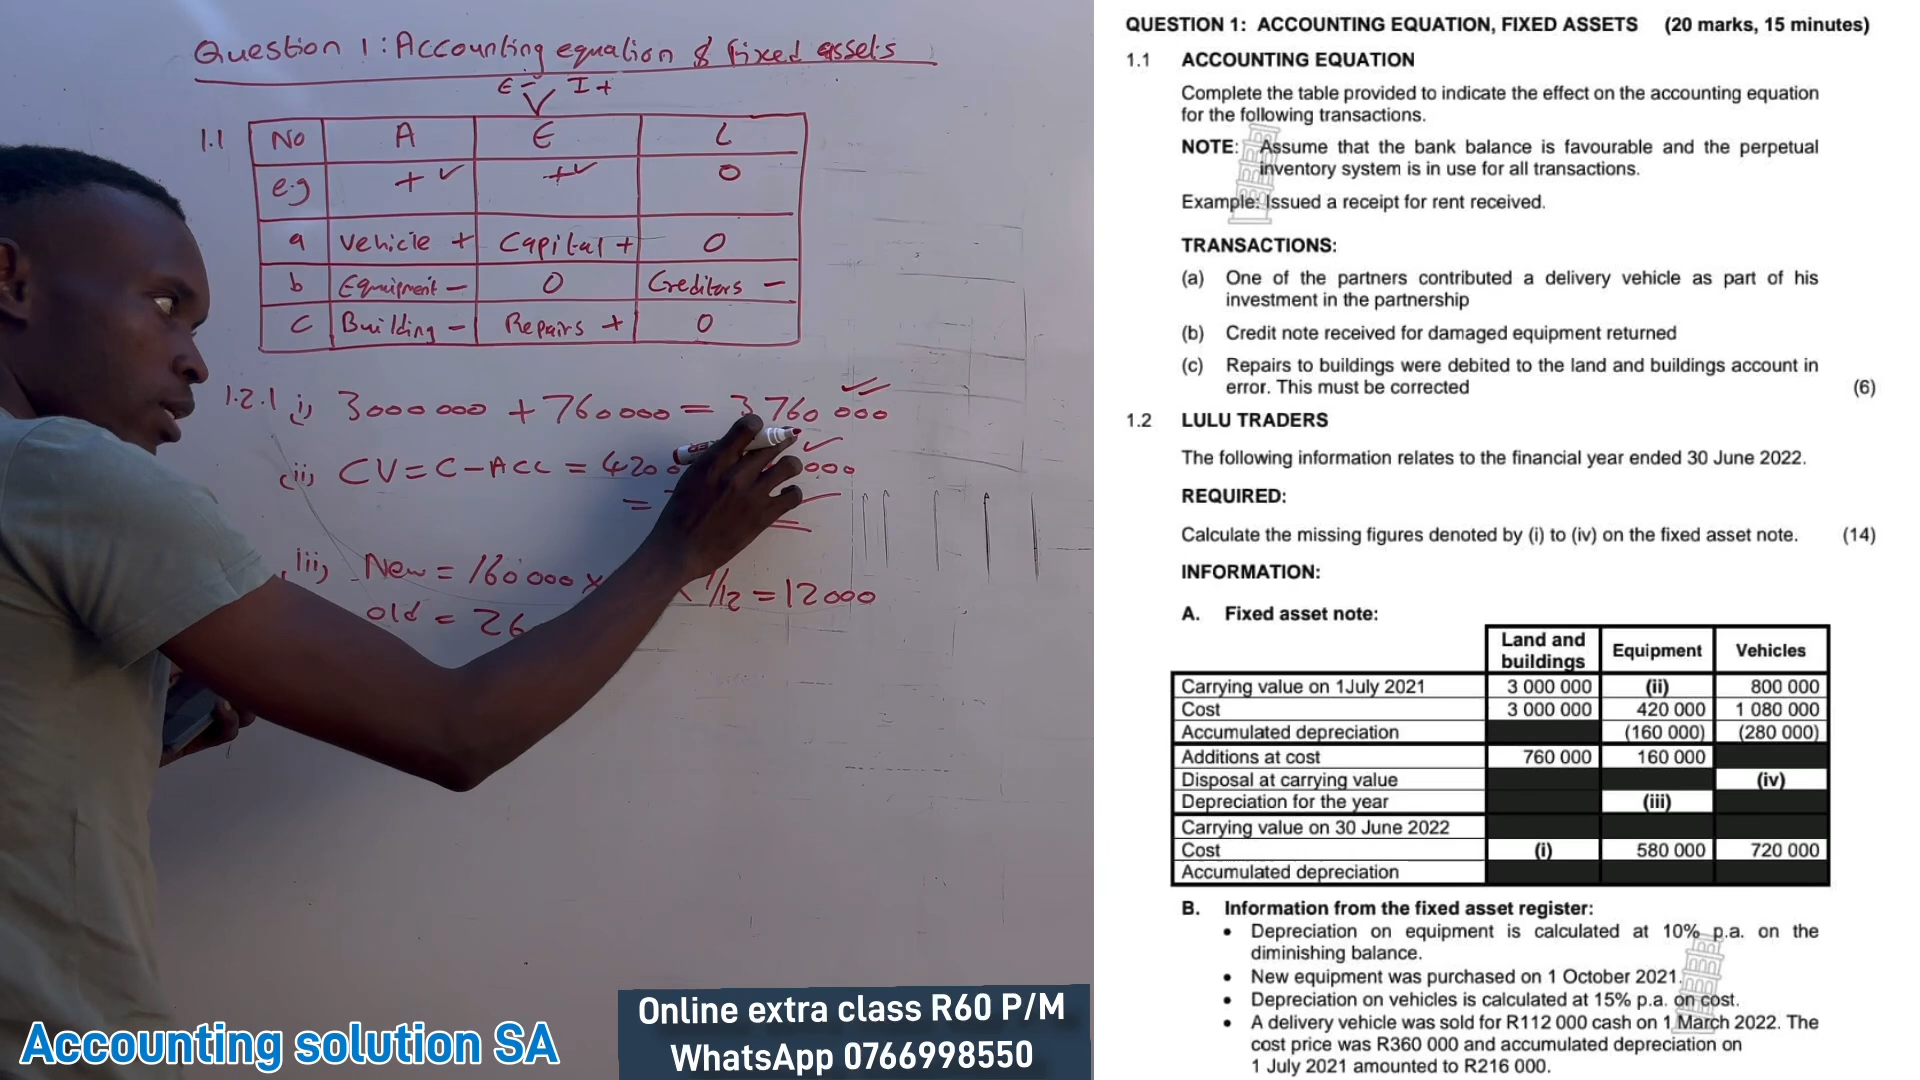 Question 1: Accounting equation & fixed assets
E - I +
1.1
No A E L
e.g + ✓ + ✓ 0
a Vehicle + Capital + 0
b Equipment - 0 Creditors -
c Building - Repairs + 0
1.2.1 i) 3000 000 + 760 000 = 3 760 000
(ii) CV = C - ACC = 420 000
=
iii) New = 160 000 x /12 = 12 000
old = 26
Accounting solution SA
Online extra class R60 P/M
WhatsApp 0766998550
QUESTION 1: ACCOUNTING EQUATION, FIXED ASSETS (20 marks, 15 minutes)
1.1 ACCOUNTING EQUATION
Complete the table provided to indicate the effect on the accounting equation
for the following transactions.
NOTE: Assume that the bank balance is favourable and the perpetual
inventory system is in use for all transactions.
Example: Issued a receipt for rent received.
TRANSACTIONS:
(a) One of the partners contributed a delivery vehicle as part of his
investment in the partnership
(b) Credit note received for damaged equipment returned
(c) Repairs to buildings were debited to the land and buildings account in
error. This must be corrected (6)
1.2 LULU TRADERS
The following information relates to the financial year ended 30 June 2022.
REQUIRED:
Calculate the missing figures denoted by (i) to (iv) on the fixed asset note. (14)
INFORMATION:
A. Fixed asset note:
Land and
buildings Equipment Vehicles
Carrying value on 1July 2021 3 000 000 (ii) 800 000
Cost 3 000 000 420 000 1 080 000
Accumulated depreciation (160 000) (280 000)
Additions at cost 760 000 160 000
Disposal at carrying value (iv)
Depreciation for the year (iii)
Carrying value on 30 June 2022
Cost (i) 580 000 720 000
Accumulated depreciation
B. Information from the fixed asset register:
• Depreciation on equipment is calculated at 10% p.a. on the
diminishing balance.
• New equipment was purchased on 1 October 2021.
• Depreciation on vehicles is calculated at 15% p.a. on cost.
• A delivery vehicle was sold for R112 000 cash on 1 March 2022. The
cost price was R360 000 and accumulated depreciation on
1 July 2021 amounted to R216 000.